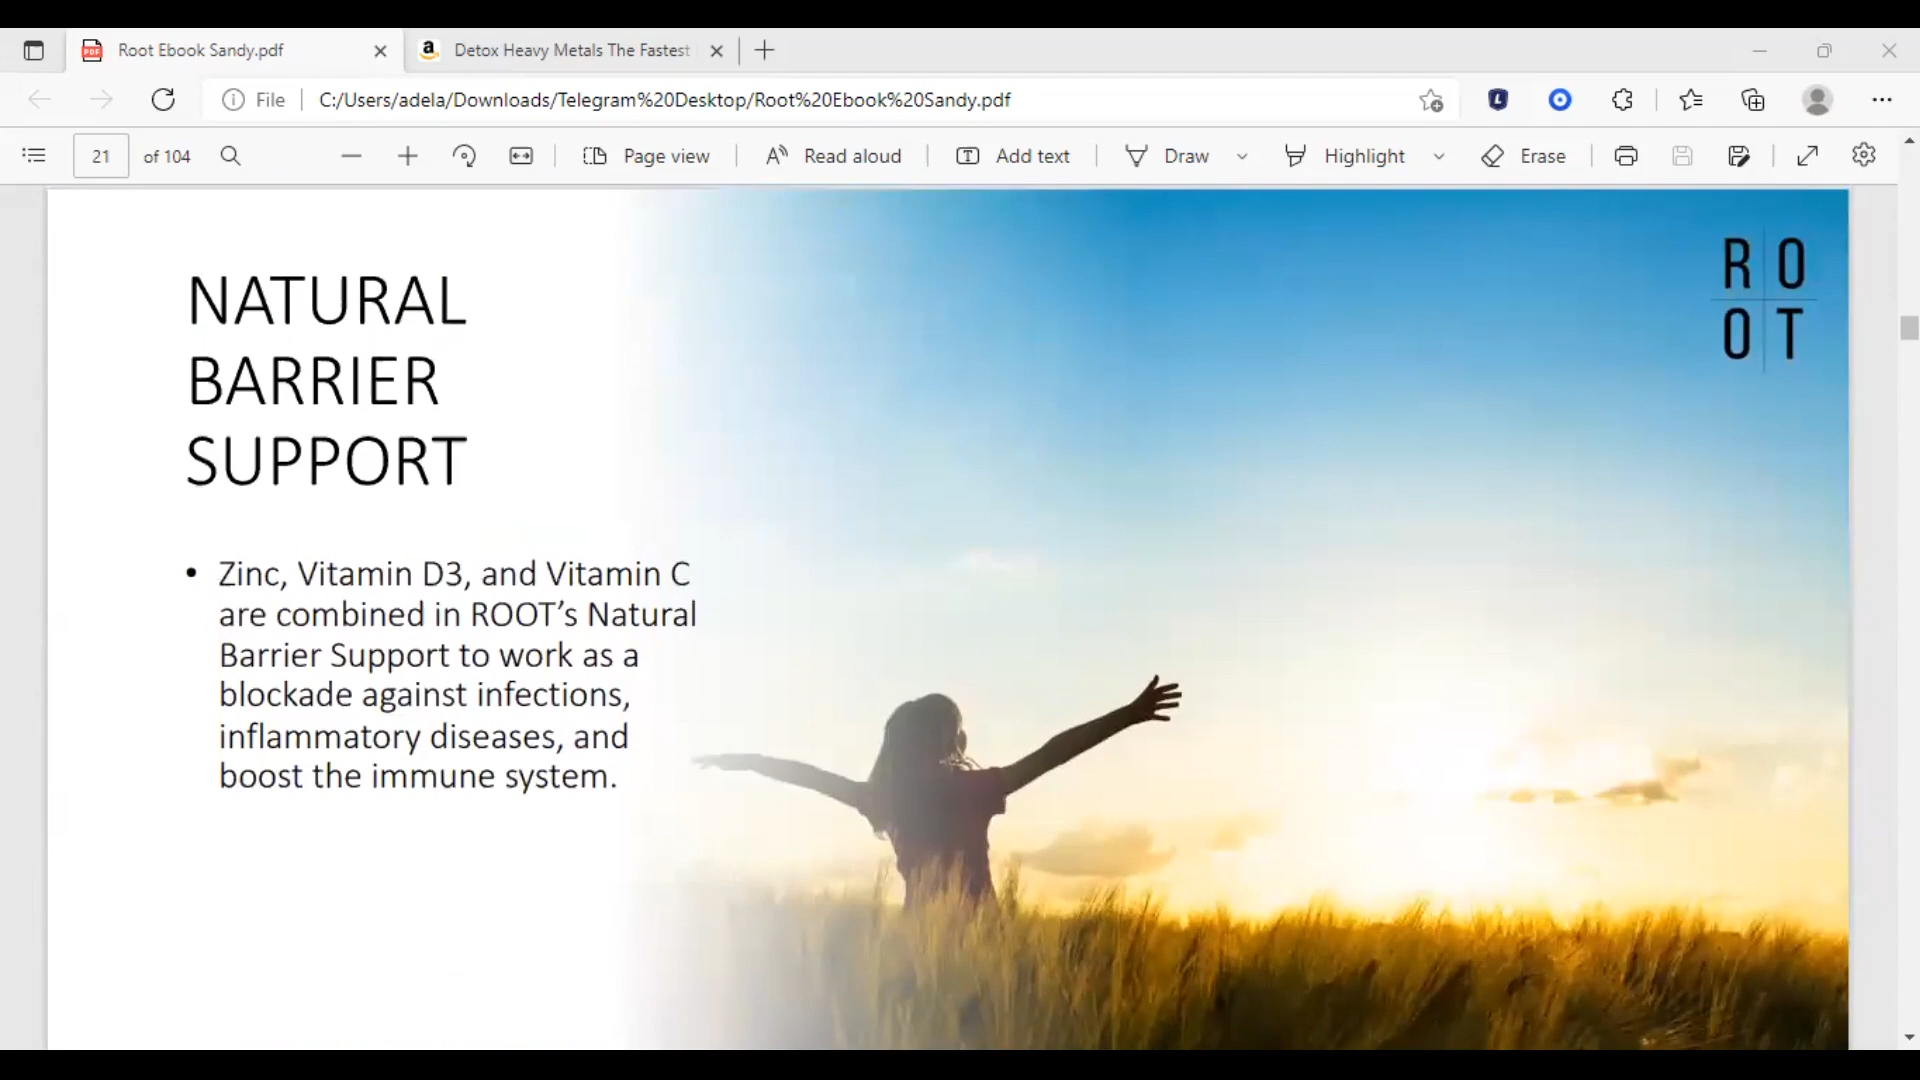 Root Ebook Sandy.pdf
Detox Heavy Metals The Fastest
File
C:/Users/adela/Downloads/Telegram%20Desktop/Root%20Ebook%20Sandy.pdf
21 of 104
Page view
Read aloud
Add text
Draw
Highlight
Erase
R O
O T
NATURAL
BARRIER
SUPPORT
• Zinc, Vitamin D3, and Vitamin C
are combined in ROOT’s Natural
Barrier Support to work as a
blockade against infections,
inflammatory diseases, and
boost the immune system.